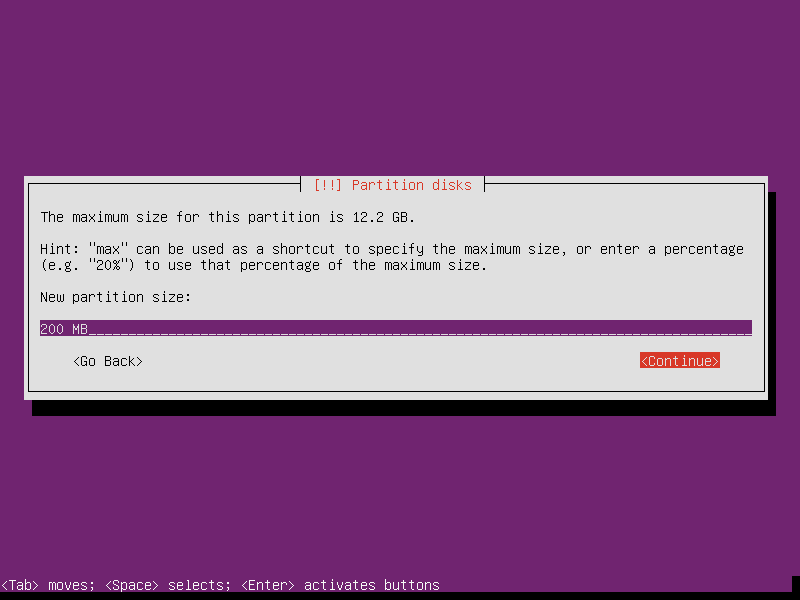 [!!] Partition disks
The maximum size for this partition is 12.2 GB.
Hint: "max" can be used as a shortcut to specify the maximum size, or enter a percentage
(e.g. "20%") to use that percentage of the maximum size.
New partition size:
200 MB
<Go Back> <Continue>
<Tab> moves; <Space> selects; <Enter> activates buttons